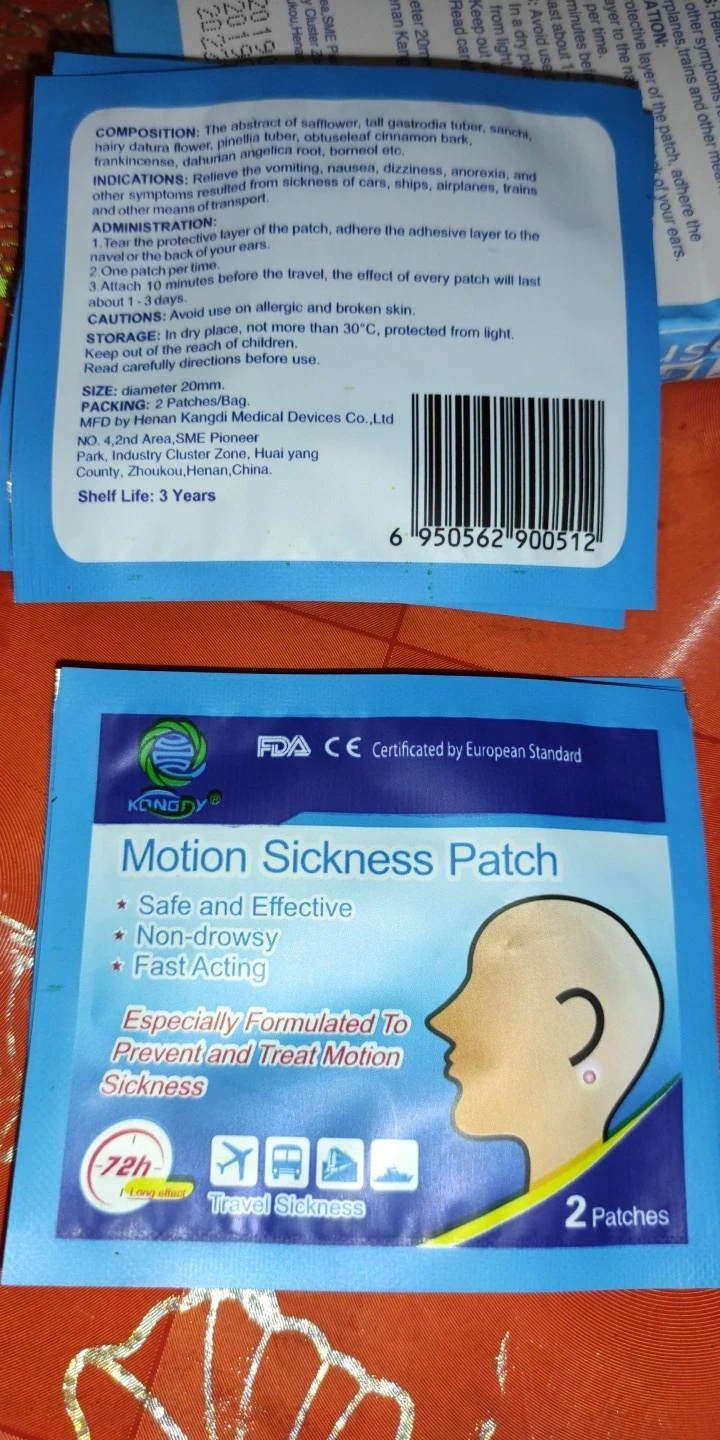 2019
2019
202
COMPOSITION: The abstract of safflower, tall gastrodia tuber, sanchi,
hairy datura flower, pinellia tuber, obtuseleaf cinnamon bark,
frankincense, dahurian angelica root, borneol etc.
INDICATIONS: Relieve the vomiting, nausea, dizziness, anorexia, and
other symptoms resulted from sickness of cars, ships, airplanes, trains
and other means of transport.
ADMINISTRATION:
1.Tear the protective layer of the patch, adhere the adhesive layer to the
navel or the back of your ears.
2.One patch per time.
3.Attach 10 minutes before the travel, the effect of every patch will last
about 1 - 3 days.
CAUTIONS: Avoid use on allergic and broken skin.
STORAGE: In dry place, not more than 30°C, protected from light.
Keep out of the reach of children.
Read carefully directions before use.
SIZE: diameter 20mm.
PACKING: 2 Patches/Bag.
MFD by Henan Kangdi Medical Devices Co.,Ltd
NO. 4,2nd Area,SME Pioneer
Park, Industry Cluster Zone, Huai yang
County, Zhoukou,Henan,China.
Shelf Life: 3 Years
6 950562 900512
KONGDY®
FDA CE Certificated by European Standard
Motion Sickness Patch
★ Safe and Effective
★ Non-drowsy
★ Fast Acting
Especially Formulated To
Prevent and Treat Motion
Sickness
72h
Long effect
Travel Sickness
2 Patches